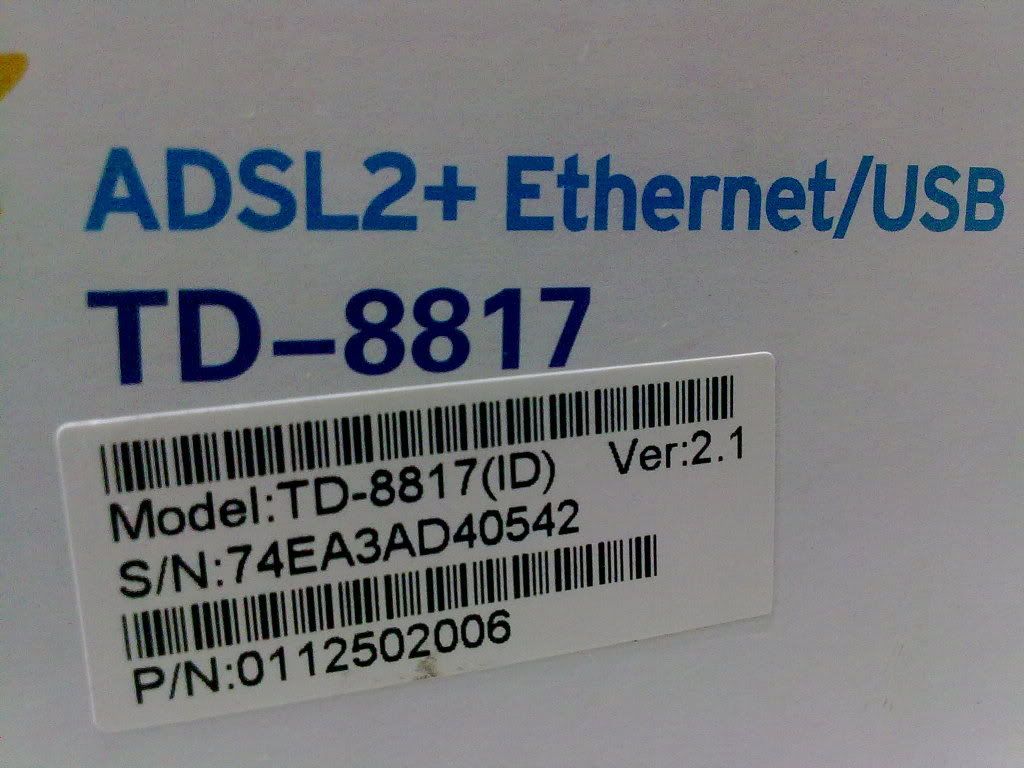 ADSL2+ Ethernet/USB
TD-8817
Model:TD-8817(ID) Ver:2.1
S/N:74EA3AD40542
P/N:0112502006